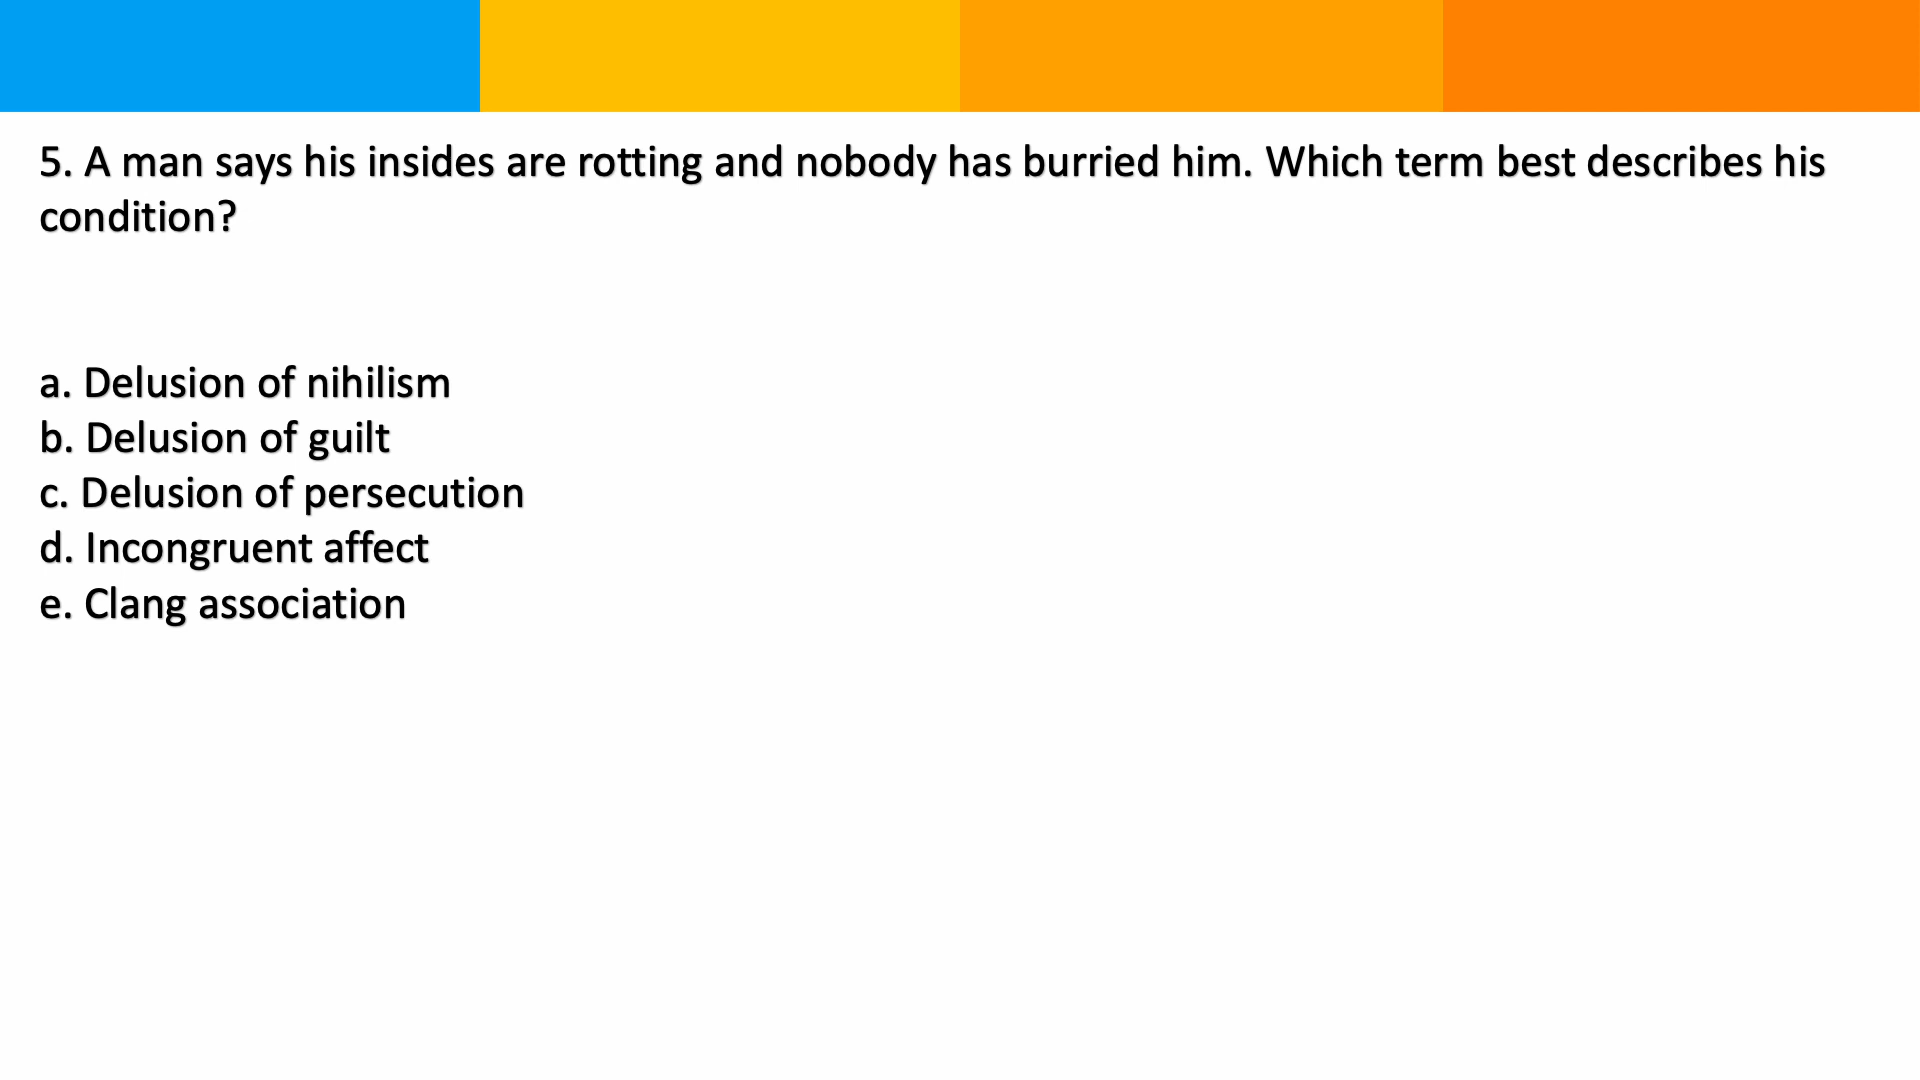 5. A man says his insides are rotting and nobody has burried him. Which term best describes his
condition?
a. Delusion of nihilism
b. Delusion of guilt
c. Delusion of persecution
d. Incongruent affect
e. Clang association